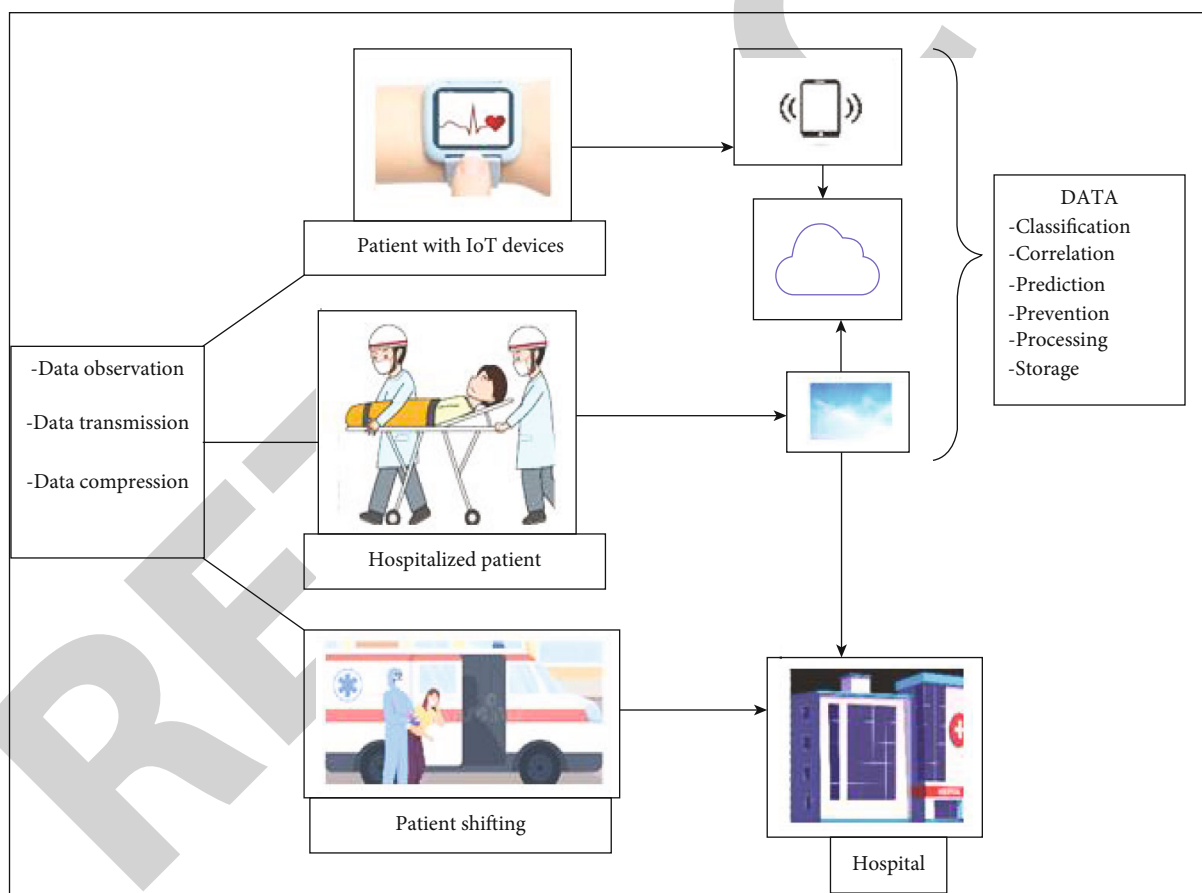 Patient with IoT devices
-Data observation
-Data transmission
-Data compression
Hospitalized patient
Patient shifting
HOSPITAL
Hospital
DATA
-Classification
-Correlation
-Prediction
-Prevention
-Processing
-Storage